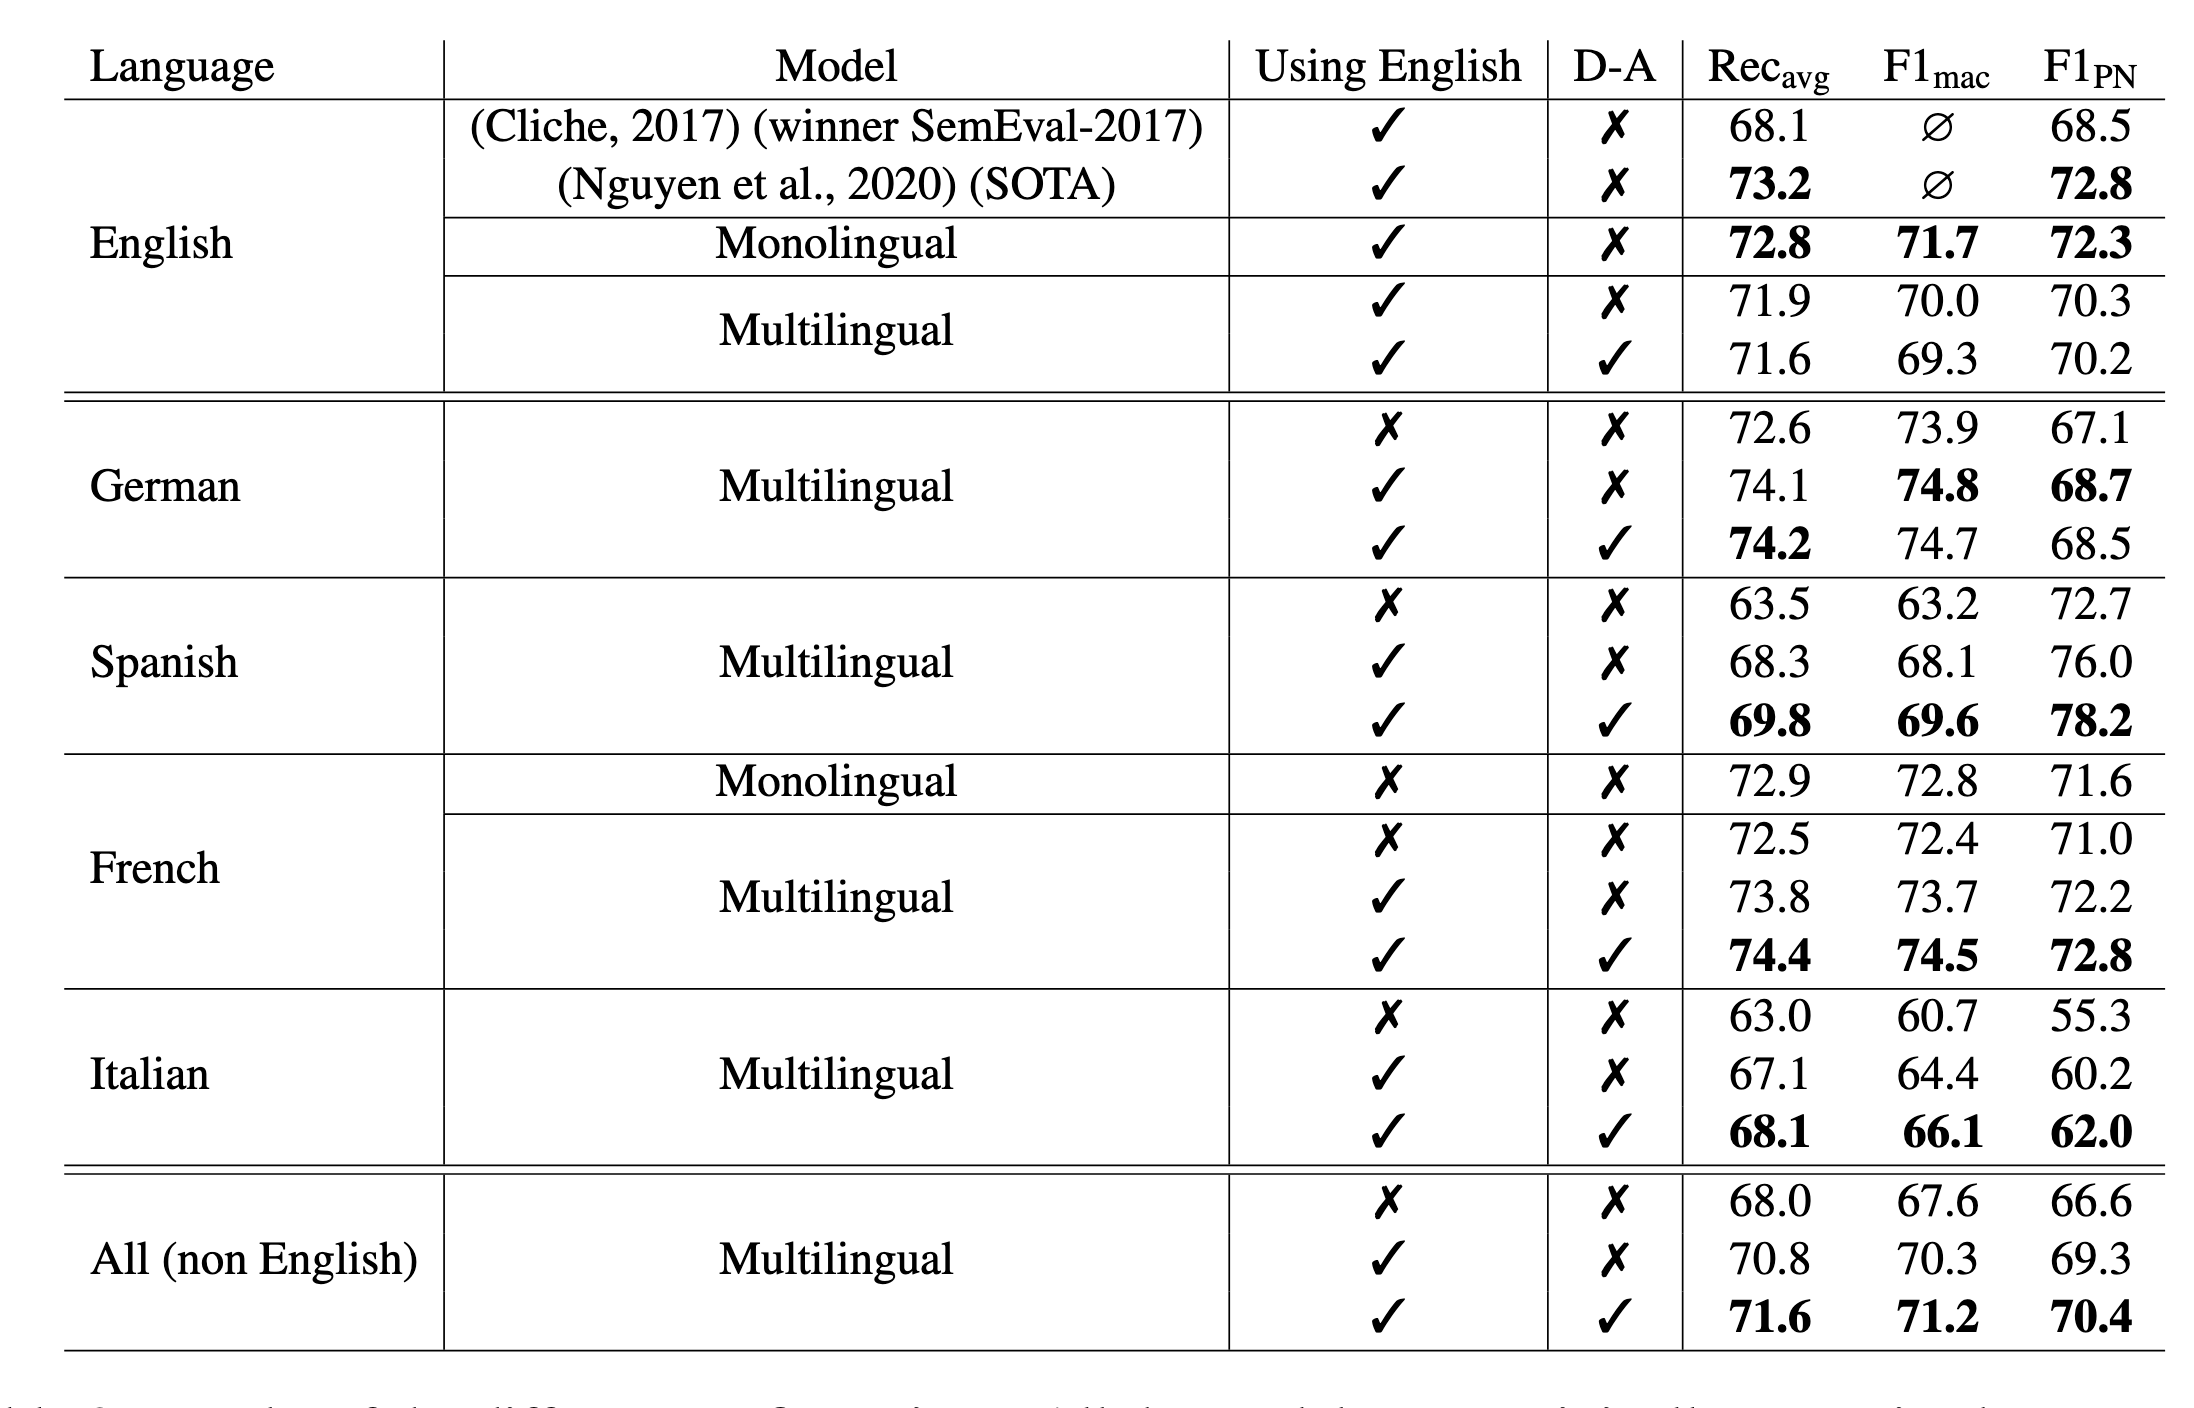 Language Model Using English D-A Rec_avg F1_mac F1_PN
(Cliche, 2017) (winner SemEval-2017) ✓ ✗ 68.1 ∅ 68.5
(Nguyen et al., 2020) (SOTA) ✓ ✗ 73.2 ∅ 72.8
English Monolingual ✓ ✗ 72.8 71.7 72.3
✓ ✗ 71.9 70.0 70.3
Multilingual
✓ ✓ 71.6 69.3 70.2
✗ ✗ 72.6 73.9 67.1
German Multilingual ✓ ✗ 74.1 74.8 68.7
✓ ✓ 74.2 74.7 68.5
✗ ✗ 63.5 63.2 72.7
Spanish Multilingual ✓ ✗ 68.3 68.1 76.0
✓ ✓ 69.8 69.6 78.2
Monolingual ✗ ✗ 72.9 72.8 71.6
✗ ✗ 72.5 72.4 71.0
French
Multilingual ✓ ✗ 73.8 73.7 72.2
✓ ✓ 74.4 74.5 72.8
✗ ✗ 63.0 60.7 55.3
Italian Multilingual ✓ ✗ 67.1 64.4 60.2
✓ ✓ 68.1 66.1 62.0
✗ ✗ 68.0 67.6 66.6
All (non English) Multilingual ✓ ✗ 70.8 70.3 69.3
✓ ✓ 71.6 71.2 70.4